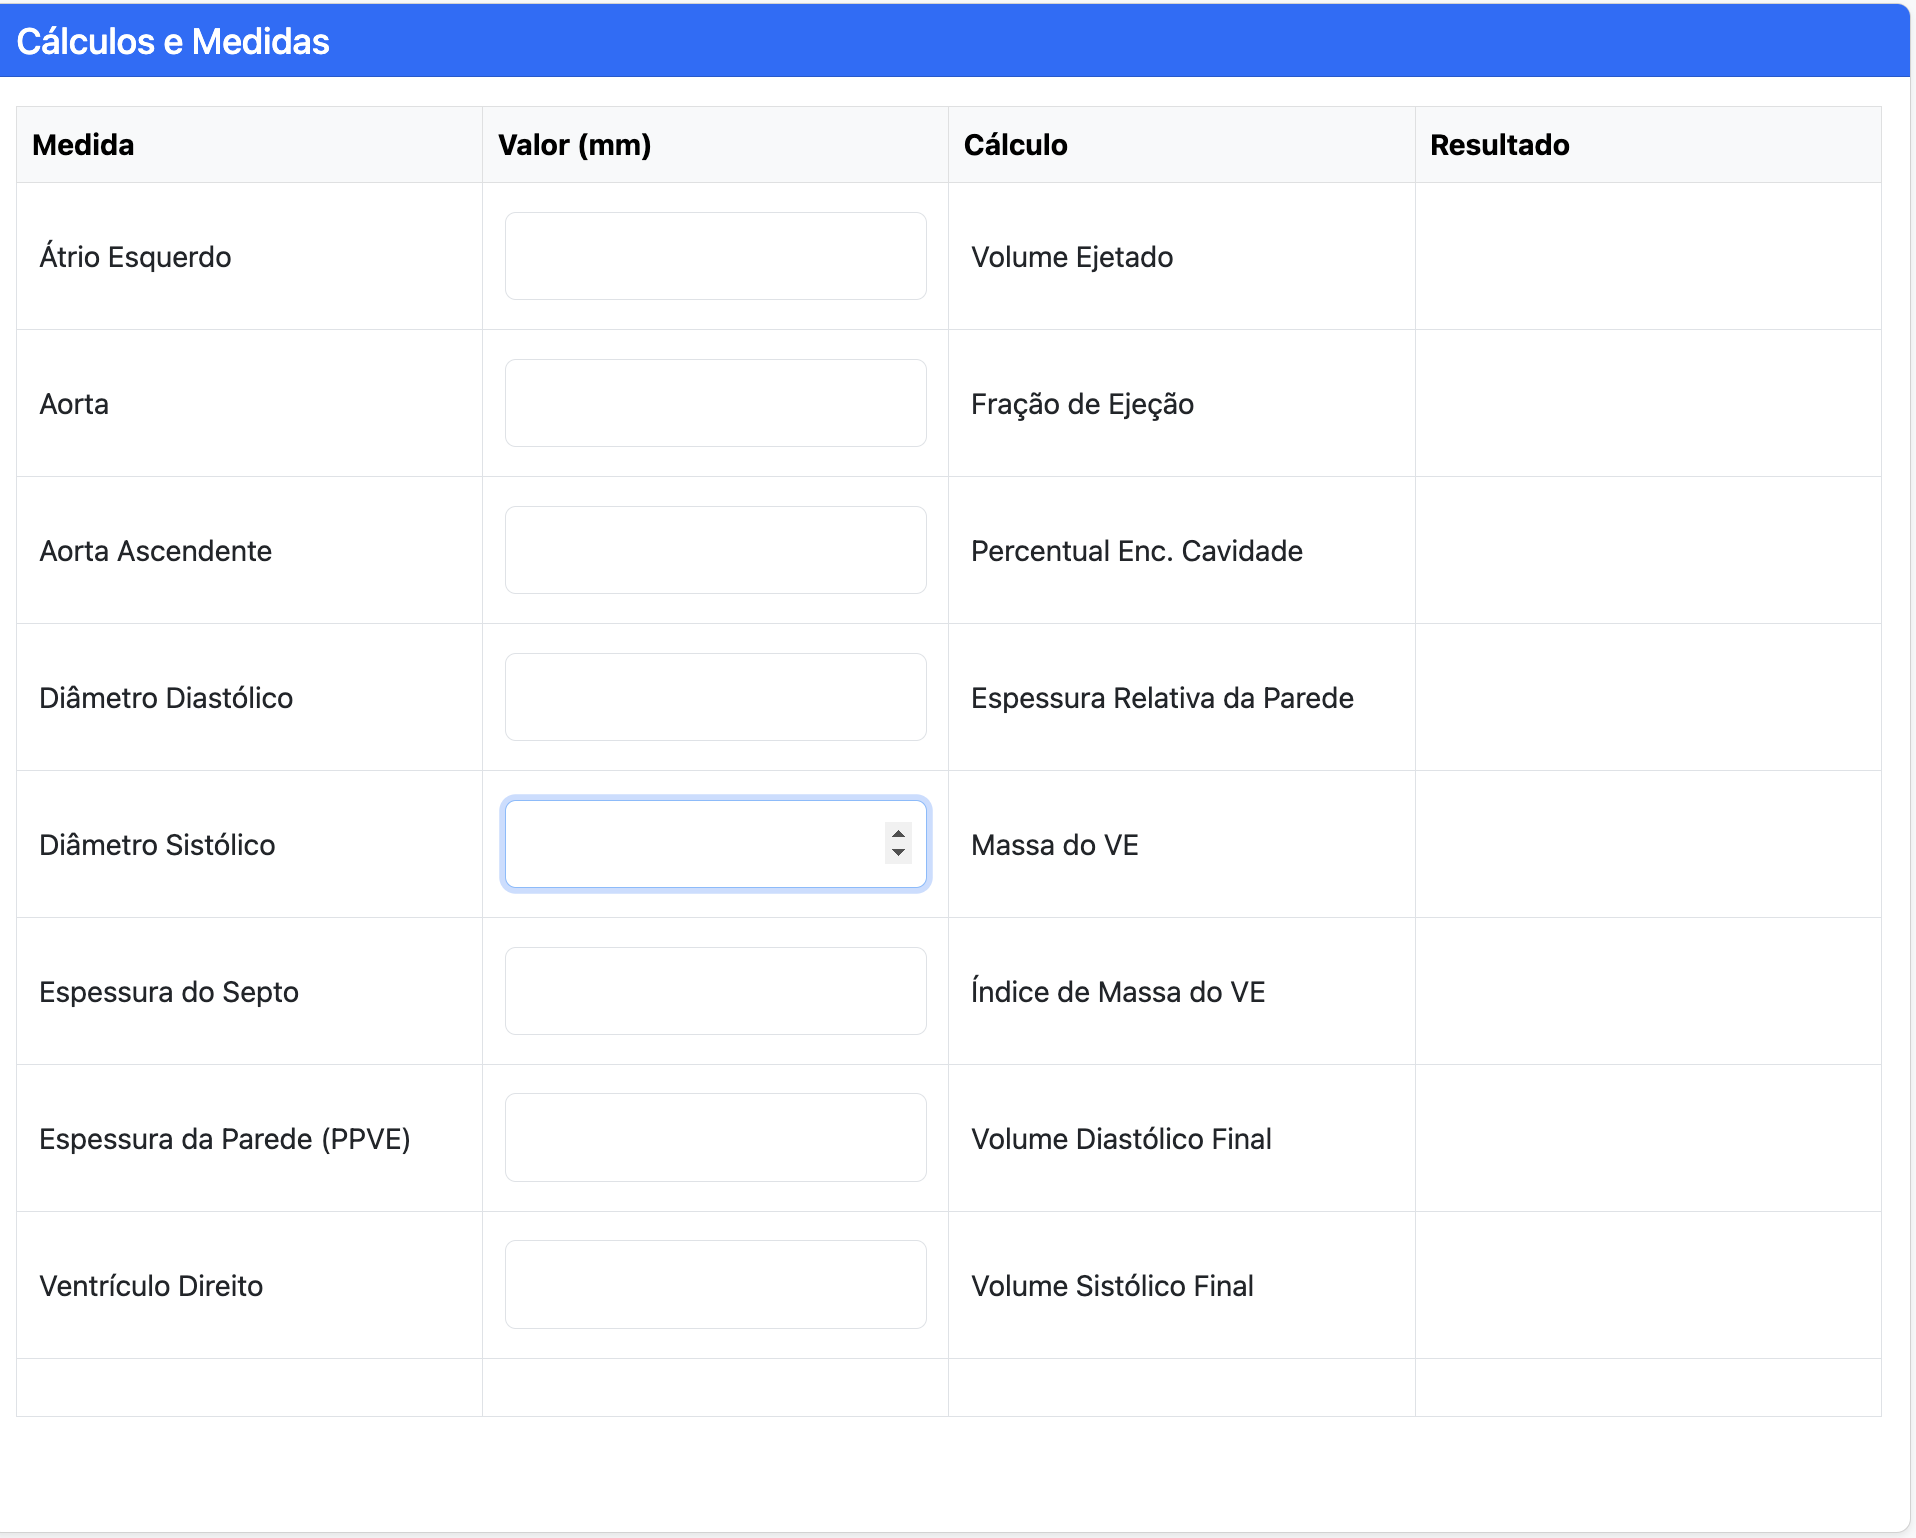 Cálculos e Medidas
Medida Valor (mm) Cálculo Resultado
Átrio Esquerdo Volume Ejetado
Aorta Fração de Ejeção
Aorta Ascendente Percentual Enc. Cavidade
Diâmetro Diastólico Espessura Relativa da Parede
Diâmetro Sistólico Massa do VE
Espessura do Septo Índice de Massa do VE
Espessura da Parede (PPVE) Volume Diastólico Final
Ventrículo Direito Volume Sistólico Final